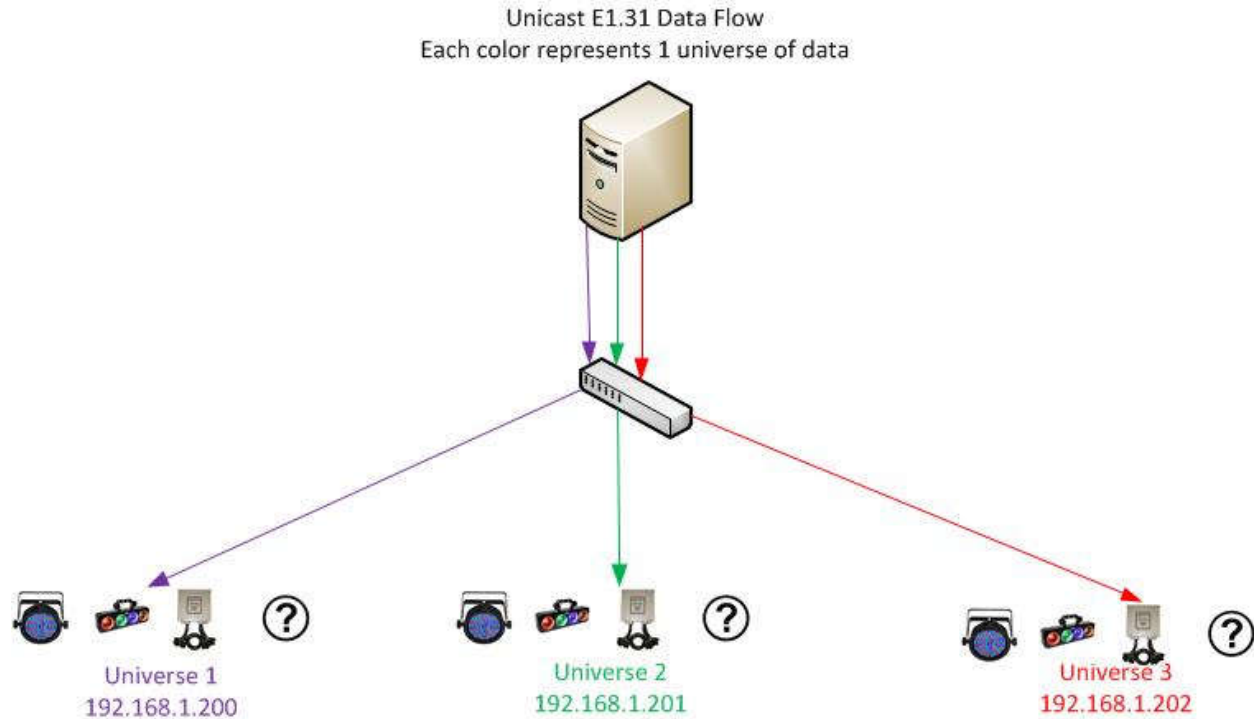 Unicast E1.31 Data Flow
Each color represents 1 universe of data
? ? ?
Universe 1
192.168.1.200
Universe 2
192.168.1.201
Universe 3
192.168.1.202